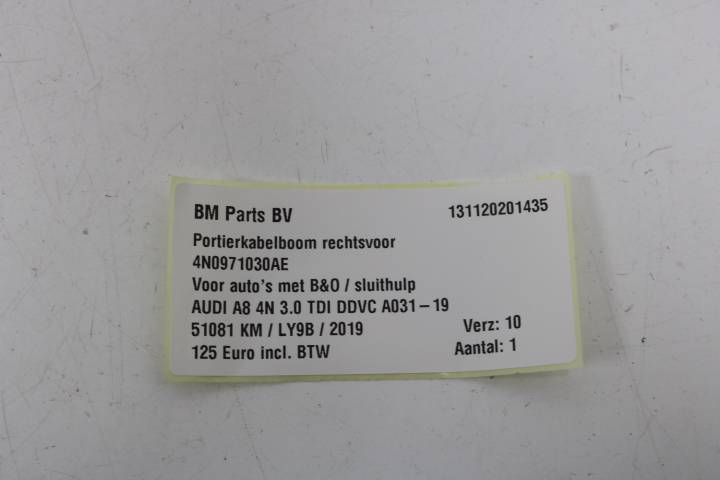 BM Parts BV 131120201435
Portierkabelboom rechtsvoor
4N0971030AE
Voor auto's met B&O / sluithulp
AUDI A8 4N 3.0 TDI DDVC A031-19
51081 KM / LY9B / 2019 Verz: 10
125 Euro incl. BTW Aantal: 1